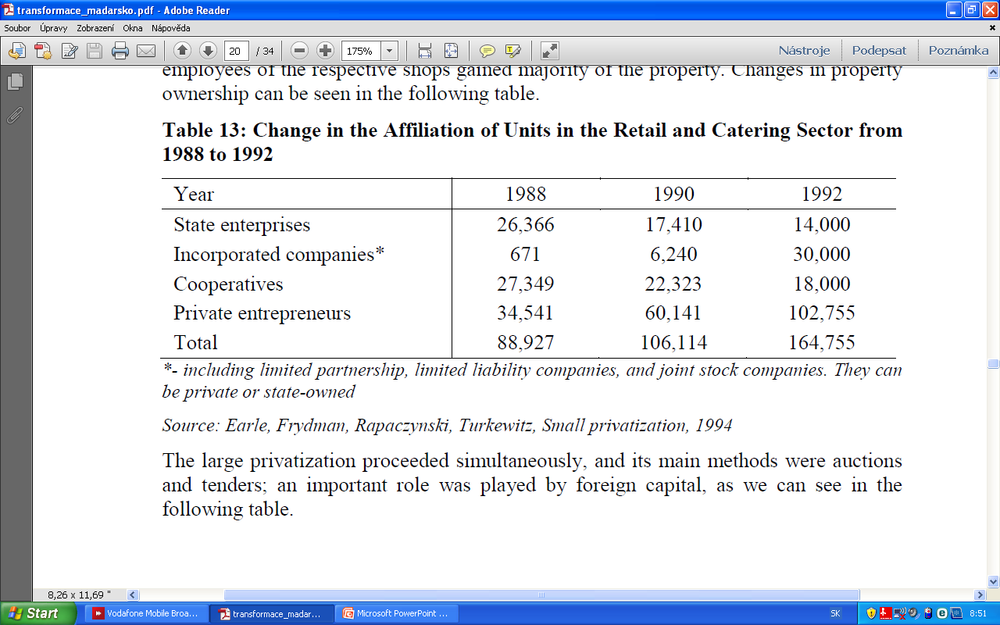 transformace_madarsko.pdf - Adobe Reader
Soubor Úpravy Zobrazení Okna Nápověda
20 / 34 175% Nástroje Podepsat Poznámka
employees of the respective shops gained majority of the property. Changes in property
ownership can be seen in the following table.
Table 13: Change in the Affiliation of Units in the Retail and Catering Sector from
1988 to 1992
Year 1988 1990 1992
State enterprises 26,366 17,410 14,000
Incorporated companies* 671 6,240 30,000
Cooperatives 27,349 22,323 18,000
Private entrepreneurs 34,541 60,141 102,755
Total 88,927 106,114 164,755
*- including limited partnership, limited liability companies, and joint stock companies. They can
be private or state-owned
Source: Earle, Frydman, Rapaczynski, Turkewitz, Small privatization, 1994
The large privatization proceeded simultaneously, and its main methods were auctions
and tenders; an important role was played by foreign capital, as we can see in the
following table.
8,26 x 11,69 "
Start Vodafone Mobile Broa... transformace_madar... Microsoft PowerPoint ... SK 8:51